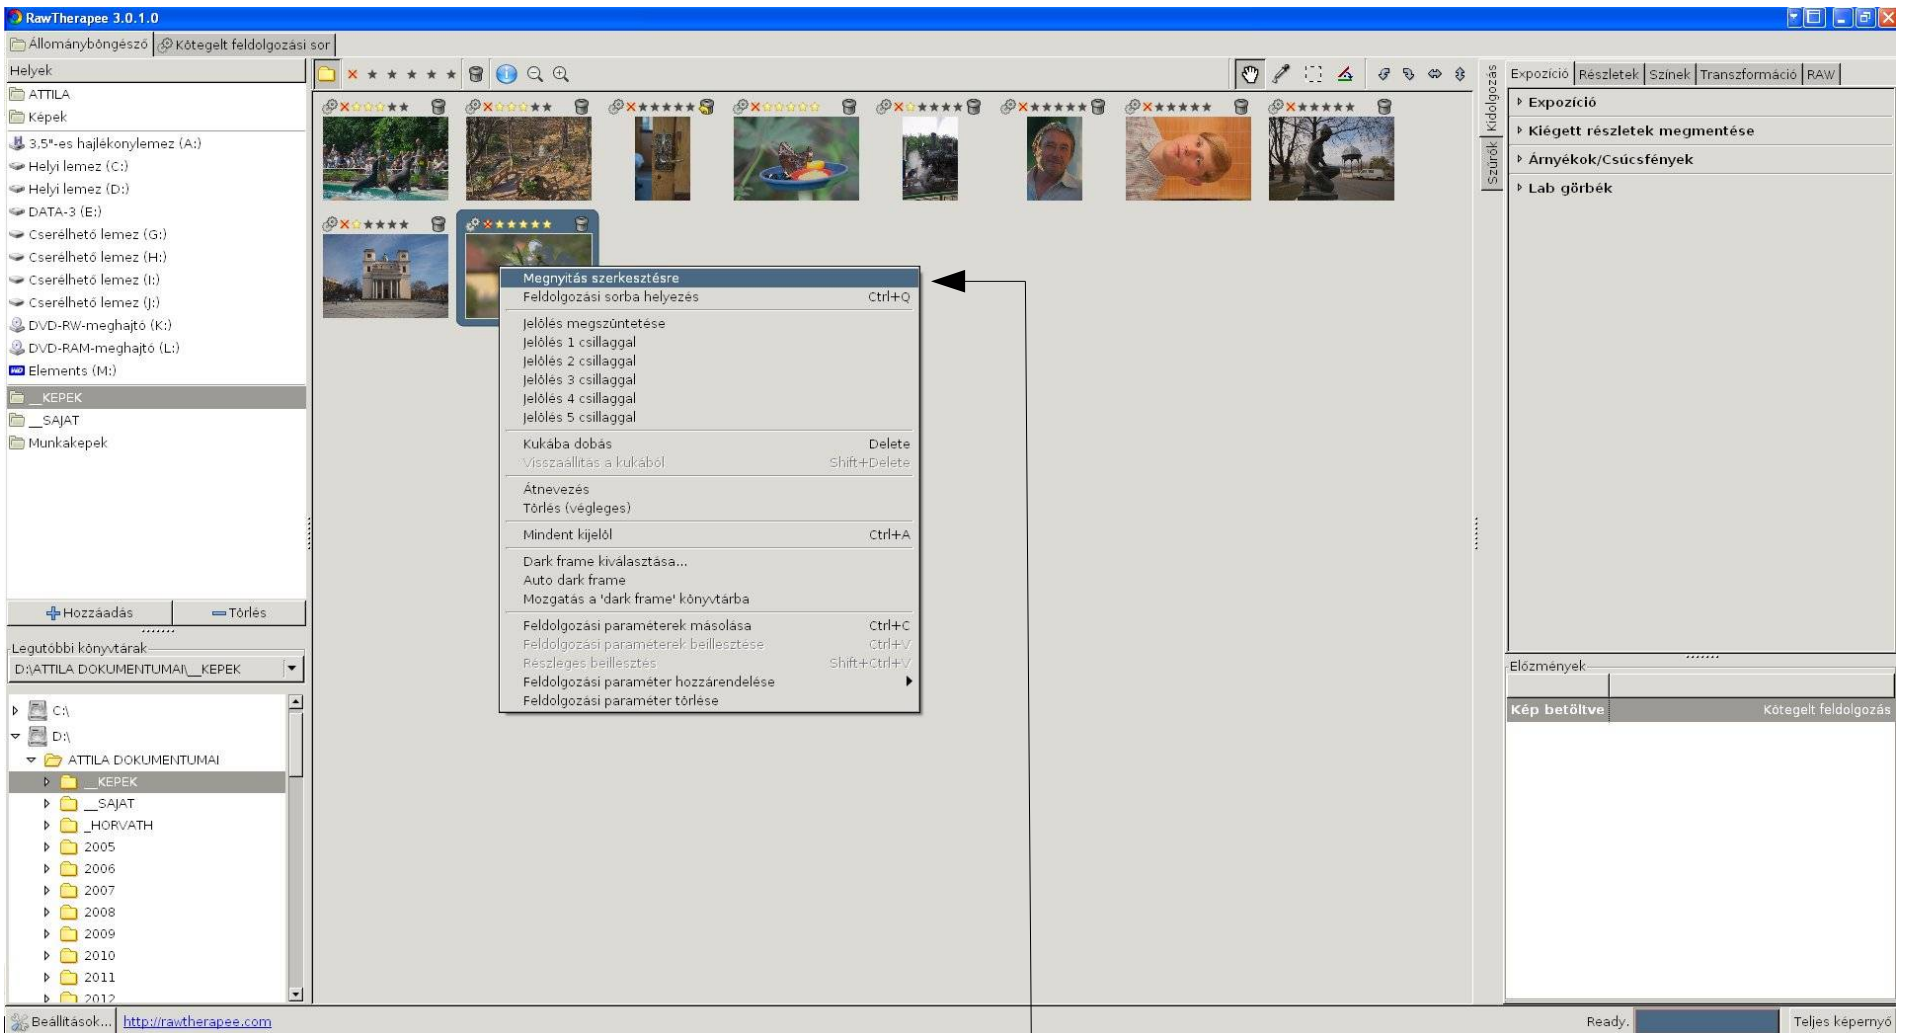 RawTherapee 3.0.1.0
Állományböngésző
Kötegelt feldolgozási sor
Helyek
ATTILA
Képek
3,5"-es hajlékonylemez (A:)
Helyi lemez (C:)
Helyi lemez (D:)
DATA-3 (E:)
Cserélhető lemez (G:)
Cserélhető lemez (H:)
Cserélhető lemez (I:)
Cserélhető lemez (J:)
DVD-RW-meghajtó (K:)
DVD-RAM-meghajtó (L:)
Elements (M:)
__KEPEK
__SAJAT
Munkakepek
Hozzáadás
Törlés
Legutóbbi könyvtárak
D:\ATTILA DOKUMENTUMAI\__KEPEK
C:\
D:\
ATTILA DOKUMENTUMAI
__KEPEK
__SAJAT
_HORVATH
2005
2006
2007
2008
2009
2010
2011
2012
Megnyitás szerkesztésre
Feldolgozási sorba helyezés Ctrl+Q
Jelölés megszüntetése
Jelölés 1 csillaggal
Jelölés 2 csillaggal
Jelölés 3 csillaggal
Jelölés 4 csillaggal
Jelölés 5 csillaggal
Kukába dobás Delete
Visszaállítás a kukából Shift+Delete
Átnevezés
Törlés (végleges)
Mindent kijelöl Ctrl+A
Dark frame kiválasztása...
Auto dark frame
Mozgatás a 'dark frame' könyvtárba
Feldolgozási paraméterek másolása Ctrl+C
Feldolgozási paraméterek beillesztése Ctrl+V
Részleges beillesztés Shift+Ctrl+V
Feldolgozási paraméter hozzárendelése
Feldolgozási paraméter törlése
Kidolgozás
Szűrők
Expozíció
Részletek
Színek
Transzformáció
RAW
Expozíció
Kiégett részletek megmentése
Árnyékok/Csúcsfények
Lab görbék
Előzmények
Kép betöltve Kötegelt feldolgozás
Beállítások...
http://rawtherapee.com
Ready.
Teljes képernyő